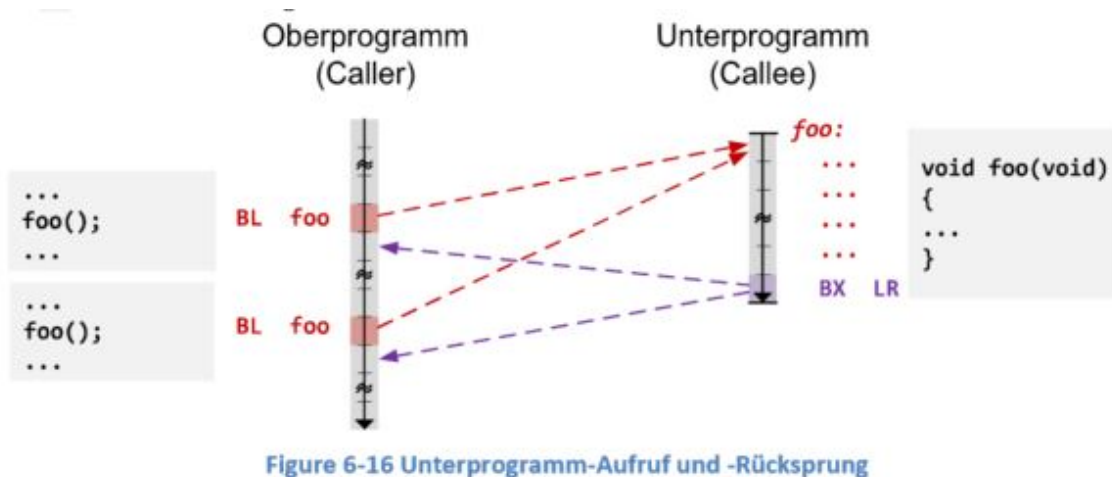 Oberprogramm
(Caller)
Unterprogramm
(Callee)
...
foo();
...
...
foo();
...
BL foo
BL foo
foo:
...
...
...
...
BX LR
void foo(void)
{
...
}
Figure 6-16 Unterprogramm-Aufruf und -Rücksprung